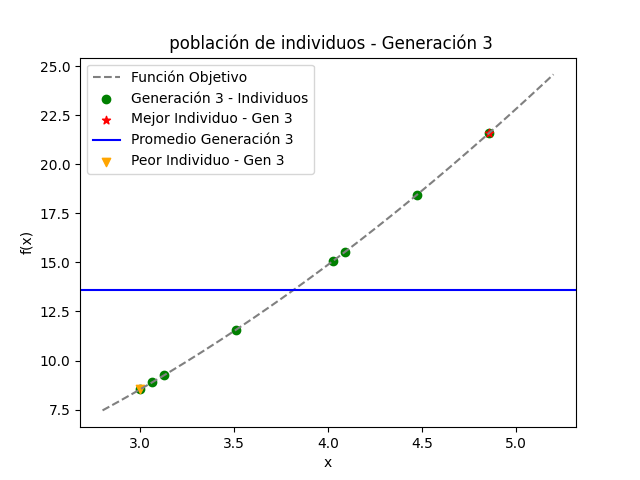 población de individuos - Generación 3
Función Objetivo
Generación 3 - Individuos
Mejor Individuo - Gen 3
Promedio Generación 3
Peor Individuo - Gen 3
25.0
22.5
20.0
17.5
15.0
12.5
10.0
7.5
f(x)
3.0 3.5 4.0 4.5 5.0
x